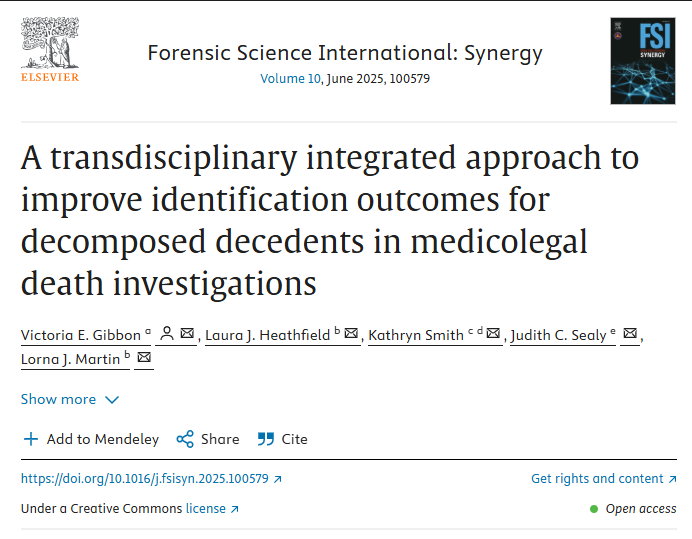 ELSEVIER
Forensic Science International: Synergy
Volume 10, June 2025, 100579
FSI
SYNERGY
A transdisciplinary integrated approach to
improve identification outcomes for
decomposed decedents in medicolegal
death investigations
Victoria E. Gibbon a, Laura J. Heathfield b, Kathryn Smith c d, Judith C. Sealy e,
Lorna J. Martin b
Show more
Add to Mendeley Share Cite
https://doi.org/10.1016/j.fsisyn.2025.100579 ↗ Get rights and content ↗
Under a Creative Commons license ↗ Open access